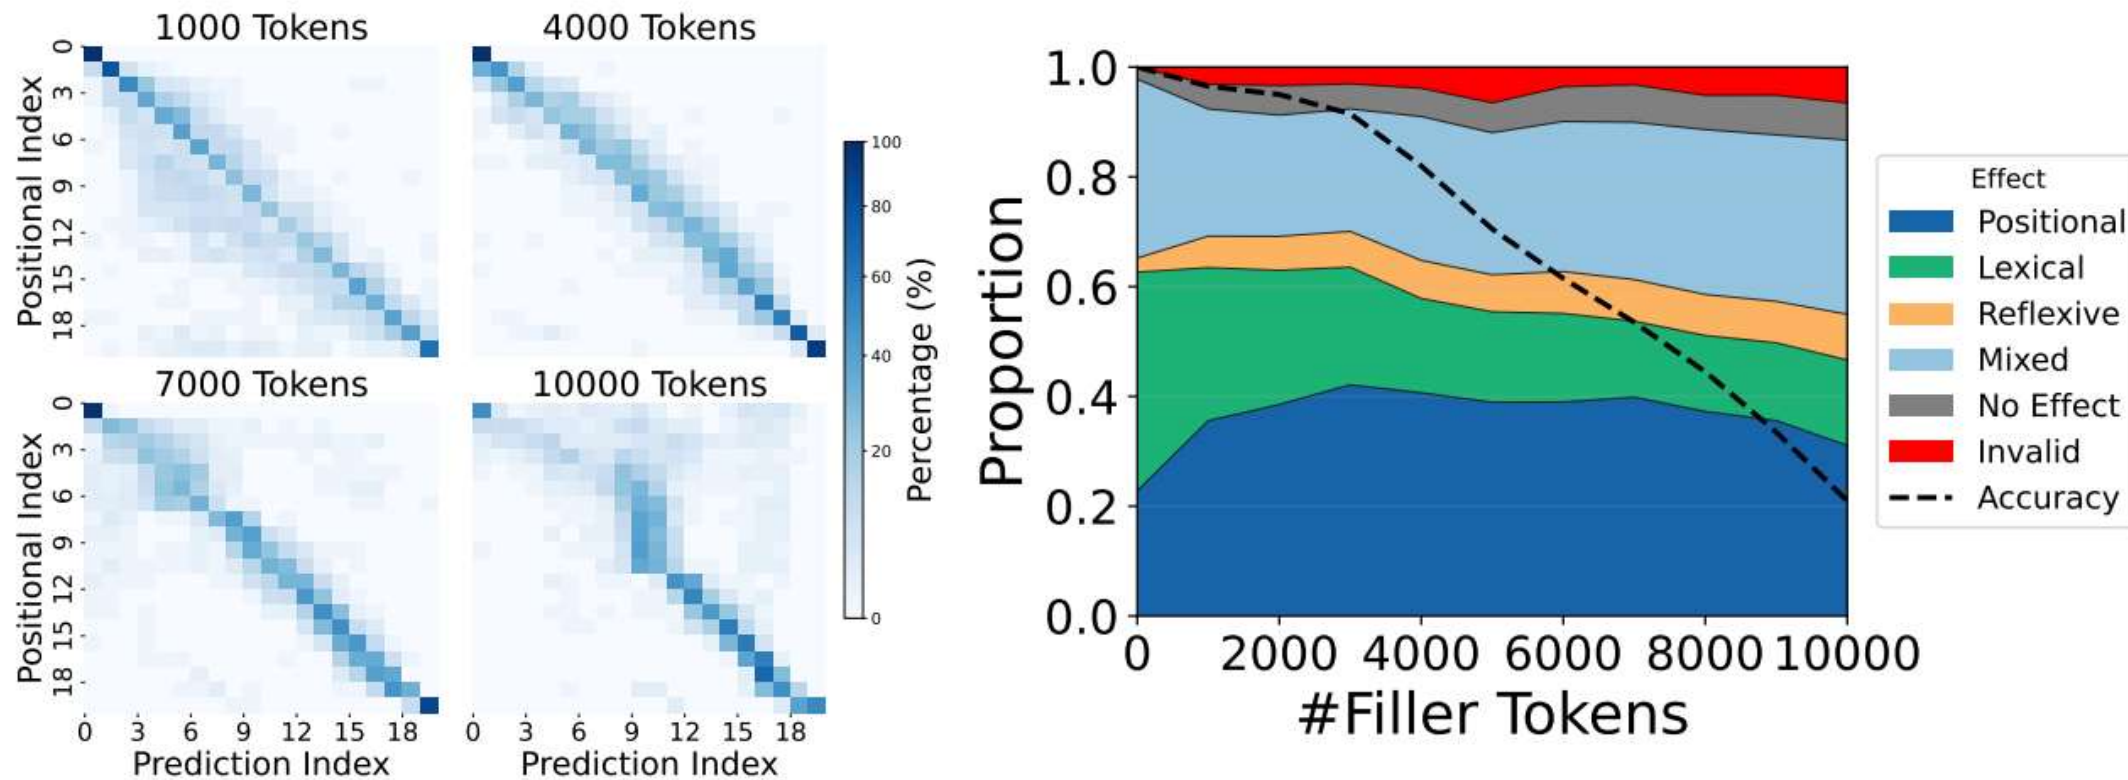 1000 Tokens
4000 Tokens
Positional Index
0
3
6
9
12
15
18
7000 Tokens
10000 Tokens
Positional Index
0
3
6
9
12
15
18
0 3 6 9 12 15 18
0 3 6 9 12 15 18
Prediction Index
Prediction Index
100
80
60
40
20
0
Percentage (%)
Proportion
1.0
0.8
0.6
0.4
0.2
0.0
0 2000 4000 6000 8000 10000
#Filler Tokens
Effect
Positional
Lexical
Reflexive
Mixed
No Effect
Invalid
Accuracy